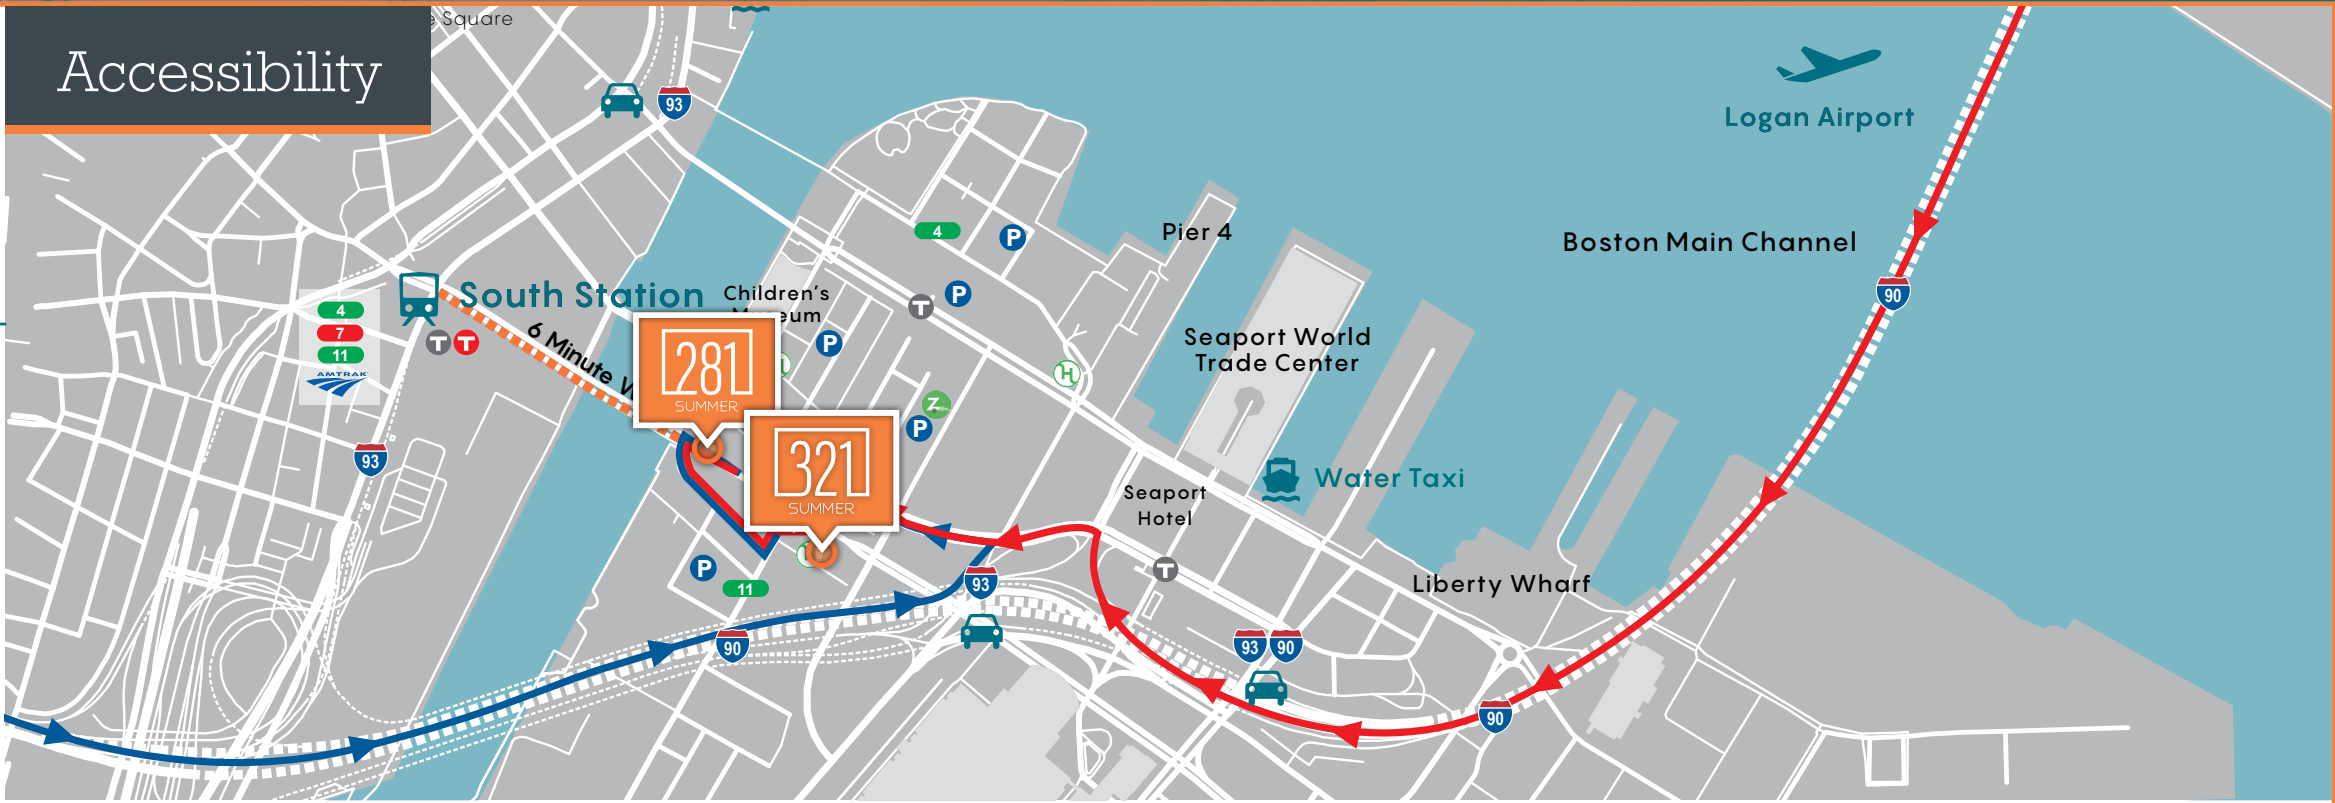 Square
Accessibility
93
Logan Airport
4
P
Pier 4
Boston Main Channel
South Station
Children's
P
90
4
T
7
11
AMTRAK
T T
6 Minute
281
SUMMER
P
Seaport World
Trade Center
H
Z
P
321
SUMMER
93
Water Taxi
Seaport
Hotel
P
11
93
T
Liberty Wharf
90
93 90
90